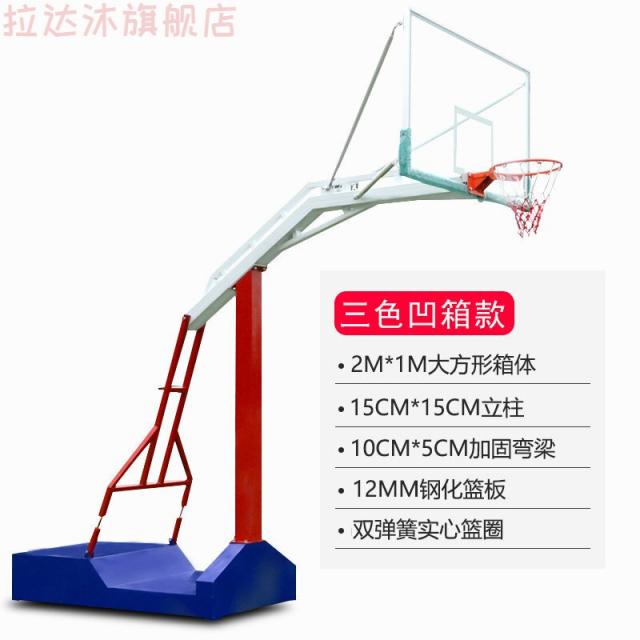 拉达沐旗舰店
三色凹箱款
• 2M*1M大方形箱体
• 15CM*15CM立柱
• 10CM*5CM加固弯梁
• 12MM钢化篮板
• 双弹簧实心篮圈